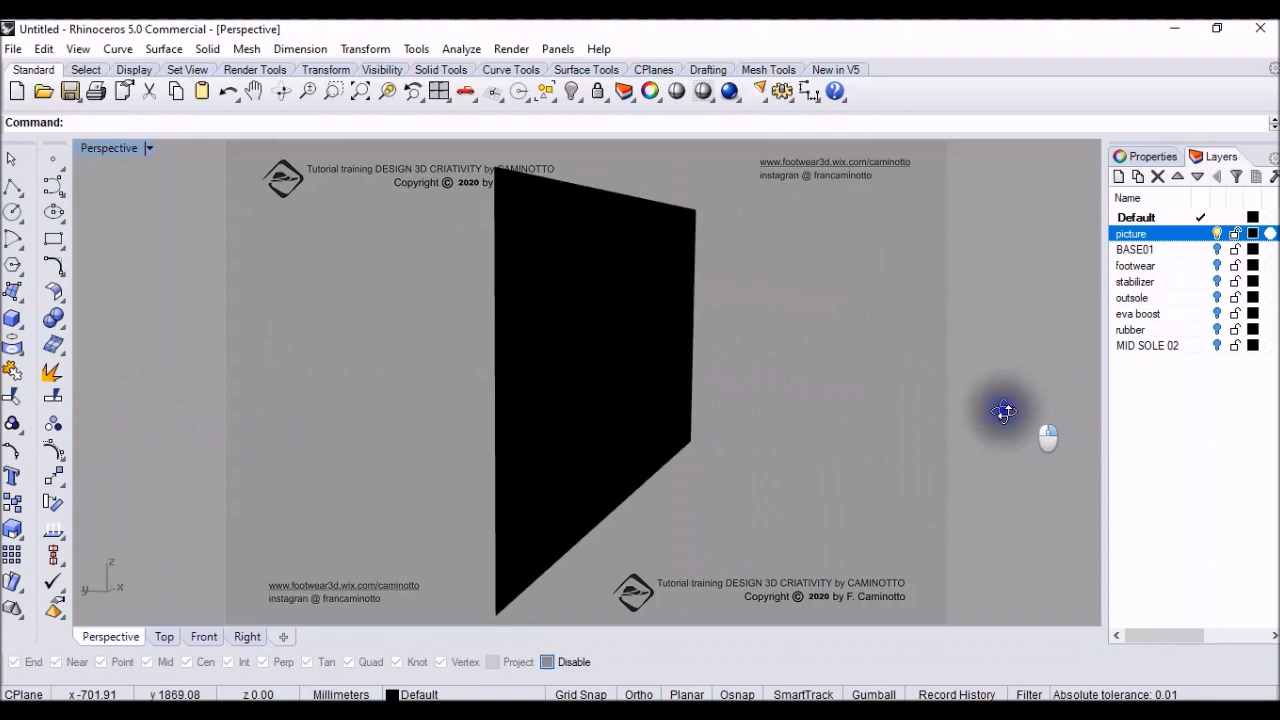 Untitled - Rhinoceros 5.0 Commercial - [Perspective]
File Edit View Curve Surface Solid Mesh Dimension Transform Tools Analyze Render Panels Help
Standard Select Display Set View Render Tools Transform Visibility Solid Tools Curve Tools Surface Tools CPlanes Drafting Mesh Tools New in V5
Command:
Perspective
Tutorial training DESIGN 3D CRIATIVITY by CAMINOTTO
Copyright © 2020 by
www.footwear3d.wix.com/caminotto
instagran @ francaminotto
Properties Layers
Name
Default
picture
BASE01
footwear
stabilizer
outsole
eva boost
rubber
MID SOLE 02
z
y x
www.footwear3d.wix.com/caminotto
instagran @ francaminotto
Tutorial training DESIGN 3D CRIATIVITY by CAMINOTTO
Copyright © 2020 by F. Caminotto
Perspective Top Front Right
End Near Point Mid Cen Int Perp Tan Quad Knot Vertex Project Disable
CPlane x -701.91 y 1869.08 z 0.00 Millimeters Default Grid Snap Ortho Planar Osnap SmartTrack Gumball Record History Filter Absolute tolerance: 0.01